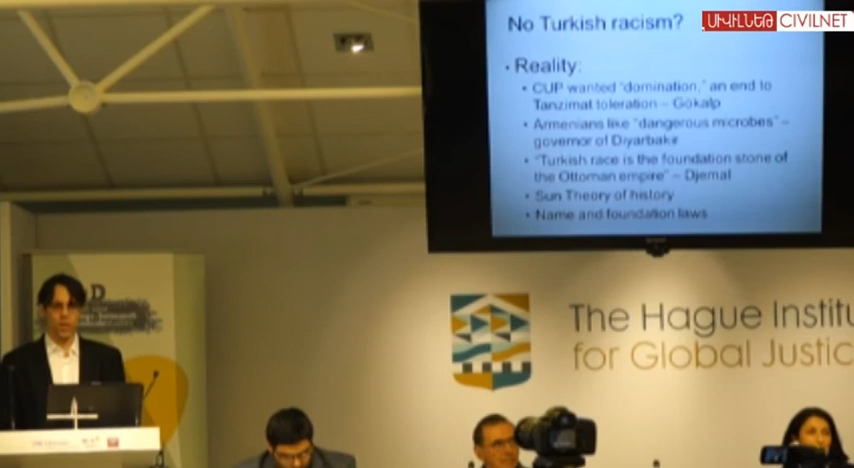 No Turkish racism?
ՍԻՎԻԼՆԵԹ CIVILNET
• Reality:
• CUP wanted "domination," an end to
Tanzimat toleration – Gokalp
• Armenians like "dangerous microbes" –
governor of Diyarbakir
• "Turkish race is the foundation stone of
the Ottoman empire" – Djemal
• Sun Theory of history
• Name and foundation laws
The Hague Institu
for Global Justic